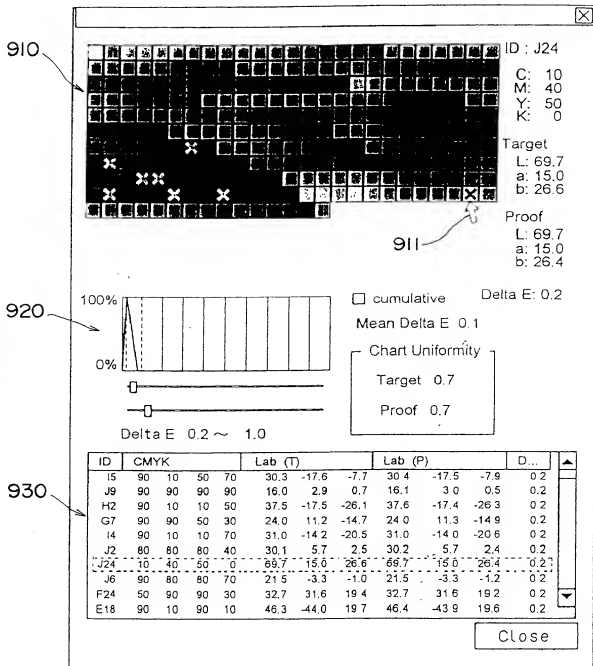 910
ID : J24
C: 10
M: 40
Y: 50
K: 0
Target
L: 69.7
a: 15.0
b: 26.6
Proof
L: 69.7
a: 15.0
b: 26.4
911
Delta E: 0.2
920
100%
0%
cumulative
Mean Delta E 0.1
Chart Uniformity
Target 0.7
Proof 0.7
Delta E 0.2 ~ 1.0
930
ID CMYK Lab (T) Lab (P) D...
I5 90 10 50 70 30.3 -17.6 -7.7 30 4 -17.5 -7.9 0 2
J9 90 90 90 90 16.0 2.9 0.7 16.1 3 0 0.5 0.2
H2 90 10 10 50 37.5 -17.5 -26.1 37.6 -17.4 -26 3 0 2
G7 90 90 50 30 24.0 11.2 -14.7 24 0 11.3 -14 9 0 2
I4 90 10 10 70 31.0 -14 2 -20.5 31.0 -14 0 -20 6 0 2
J2 80 80 80 40 30.1 5.7 2.5 30.2 5.7 2.4 0.2
J24 10 40 50 0 69.7 15.0 26.6 69.7 15 0 26.4 0.2
J6 90 80 80 70 21 5 -3.3 -1.0 21.5 -3.3 -1.2 0.2
F24 50 90 90 30 32.7 31.6 19 4 32.7 31 6 19 2 0.2
E18 90 10 90 10 46.3 -44.0 19 7 46.4 -43 9 19.6 0.2
Close